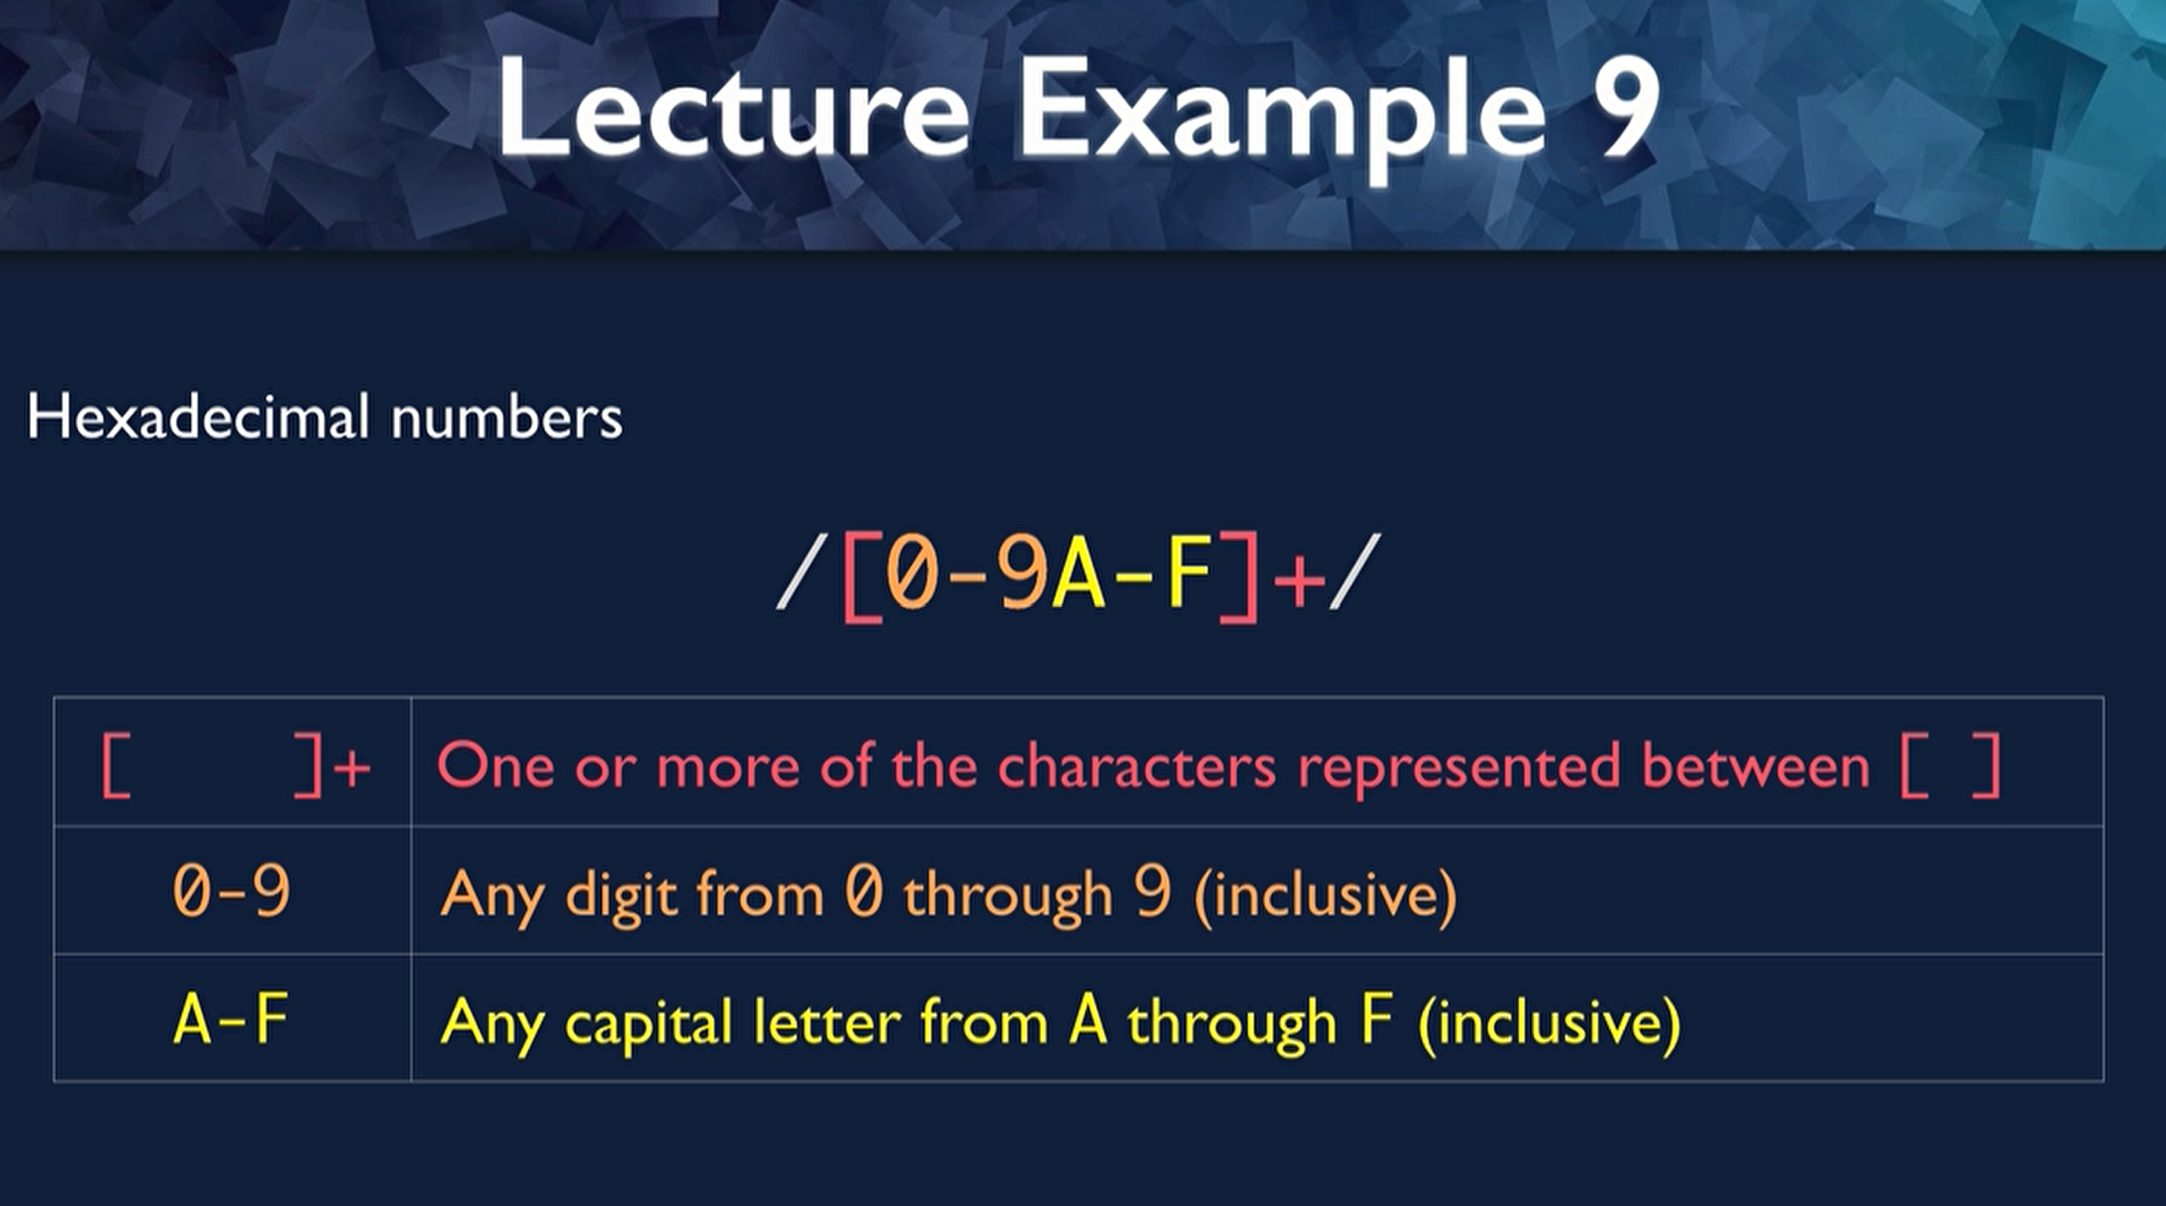 Lecture Example 9
Hexadecimal numbers
/[0-9A-F]+/
[ ]+ One or more of the characters represented between [ ]
0-9 Any digit from 0 through 9 (inclusive)
A-F Any capital letter from A through F (inclusive)